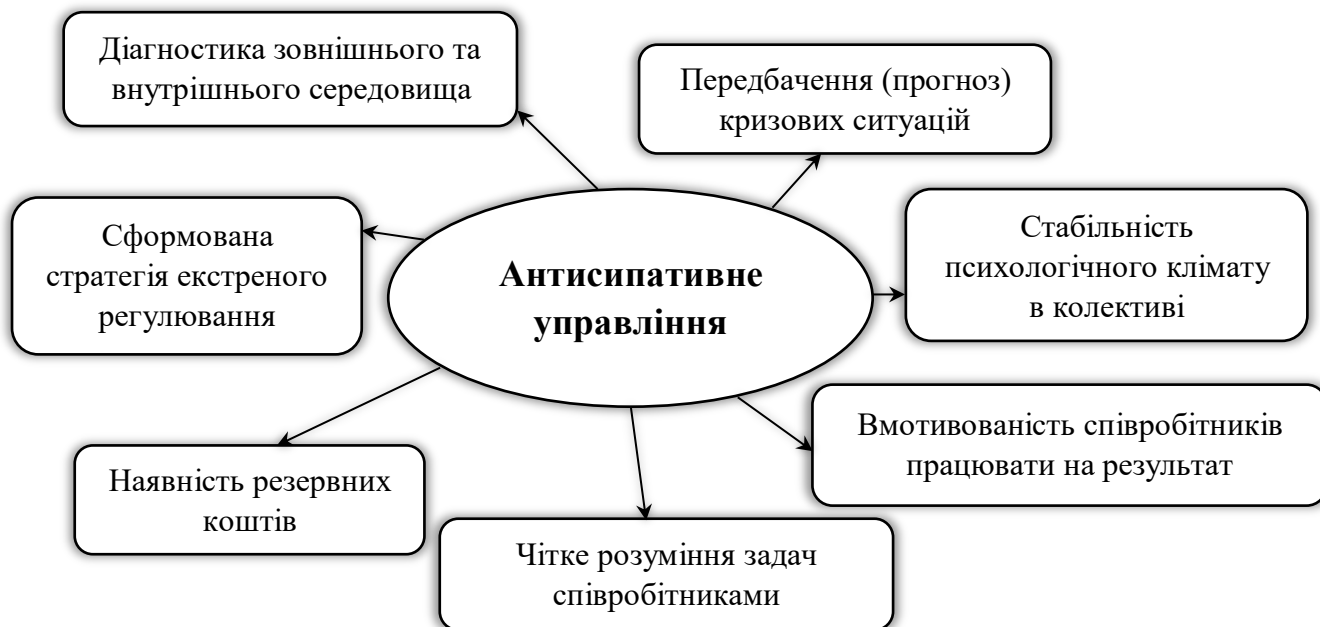 Діагностика зовнішнього та
внутрішнього середовища
Передбачення (прогноз)
кризових ситуацій
Сформована
стратегія екстреного
регулювання
Антисипативне
управління
Стабільність
психологічного клімату
в колективі
Наявність резервних
коштів
Вмотивованість співробітників
працювати на результат
Чітке розуміння задач
співробітниками